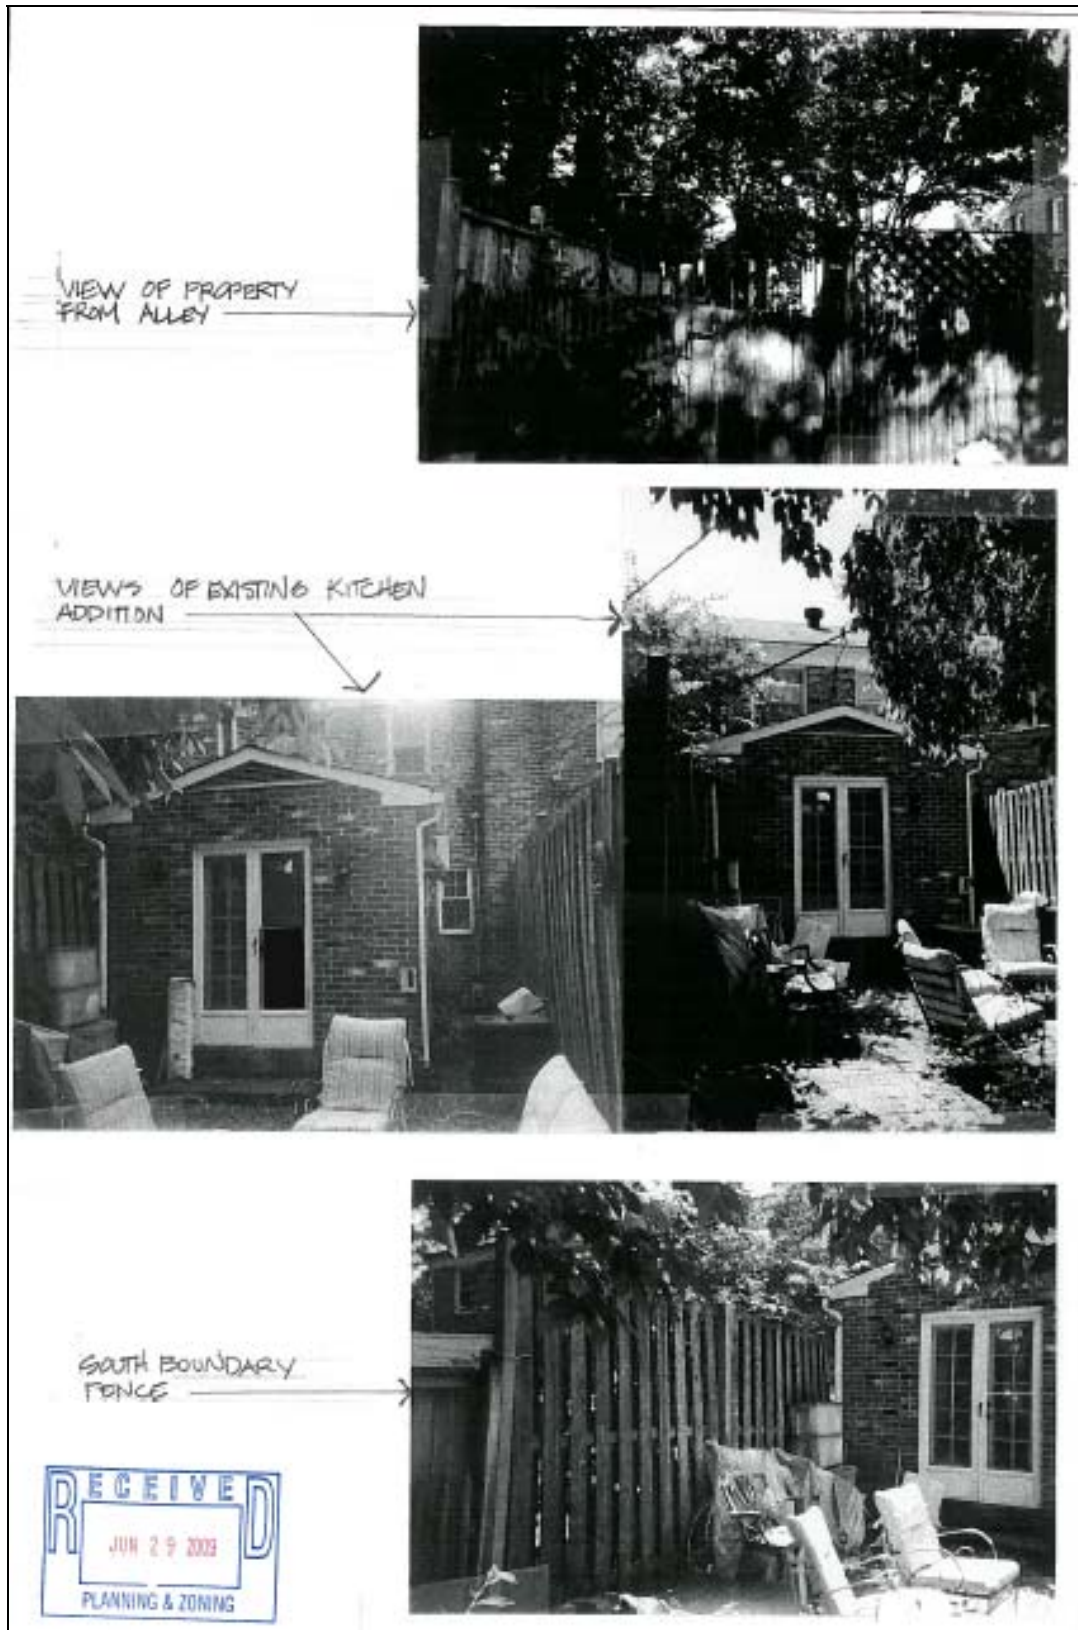 VIEW OF PROPERTY
FROM ALLEY
VIEWS OF EXISTING KITCHEN
ADDITION
SOUTH BOUNDARY
FENCE
RECEIVED
JUN 29 2009
PLANNING & ZONING